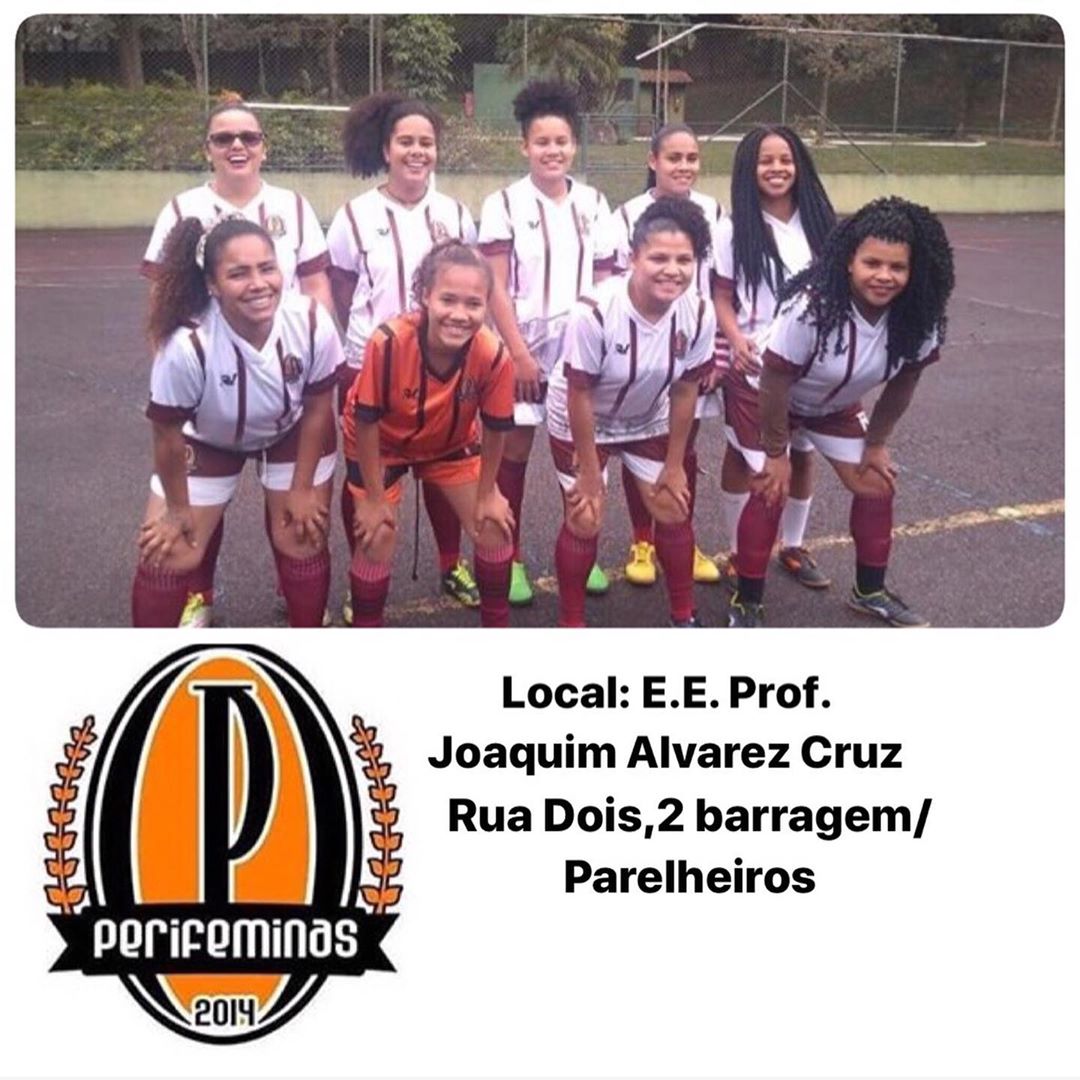 Local: E.E. Prof.
Joaquim Alvarez Cruz
Rua Dois,2 barragem/
Parelheiros
P
PERIFEMINAS
2014